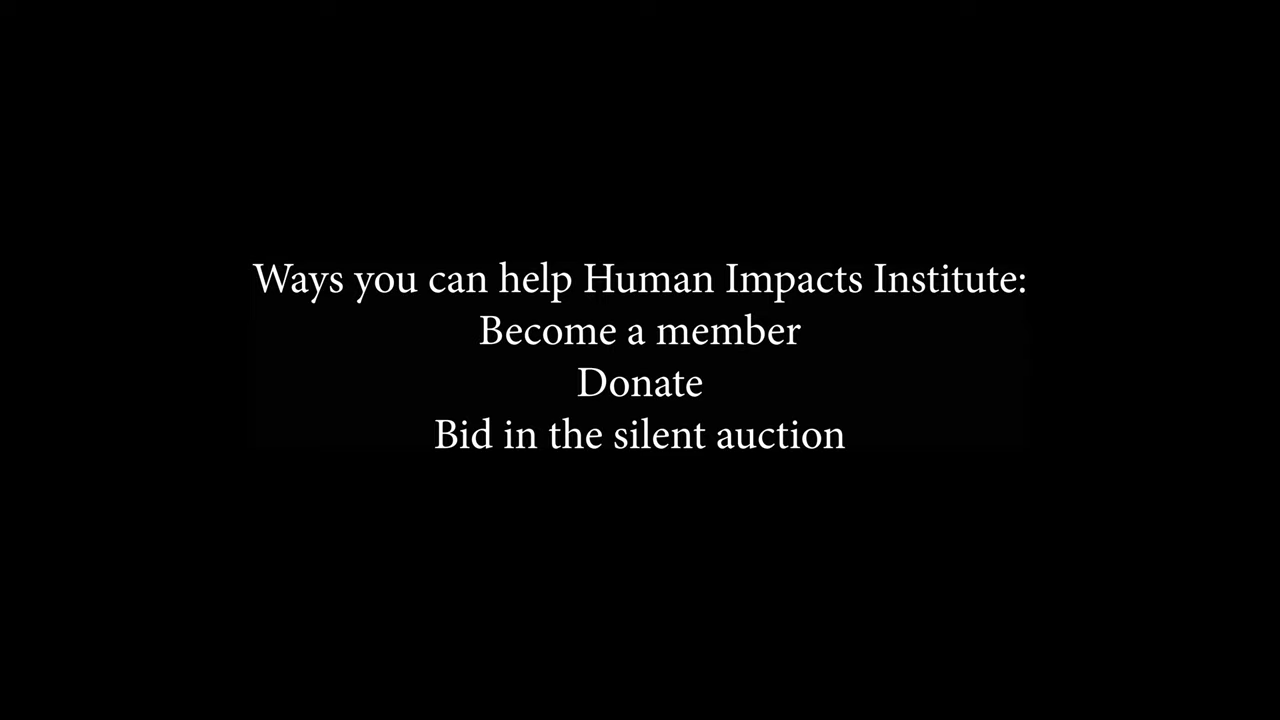 Ways you can help Human Impacts Institute:
Become a member
Donate
Bid in the silent auction